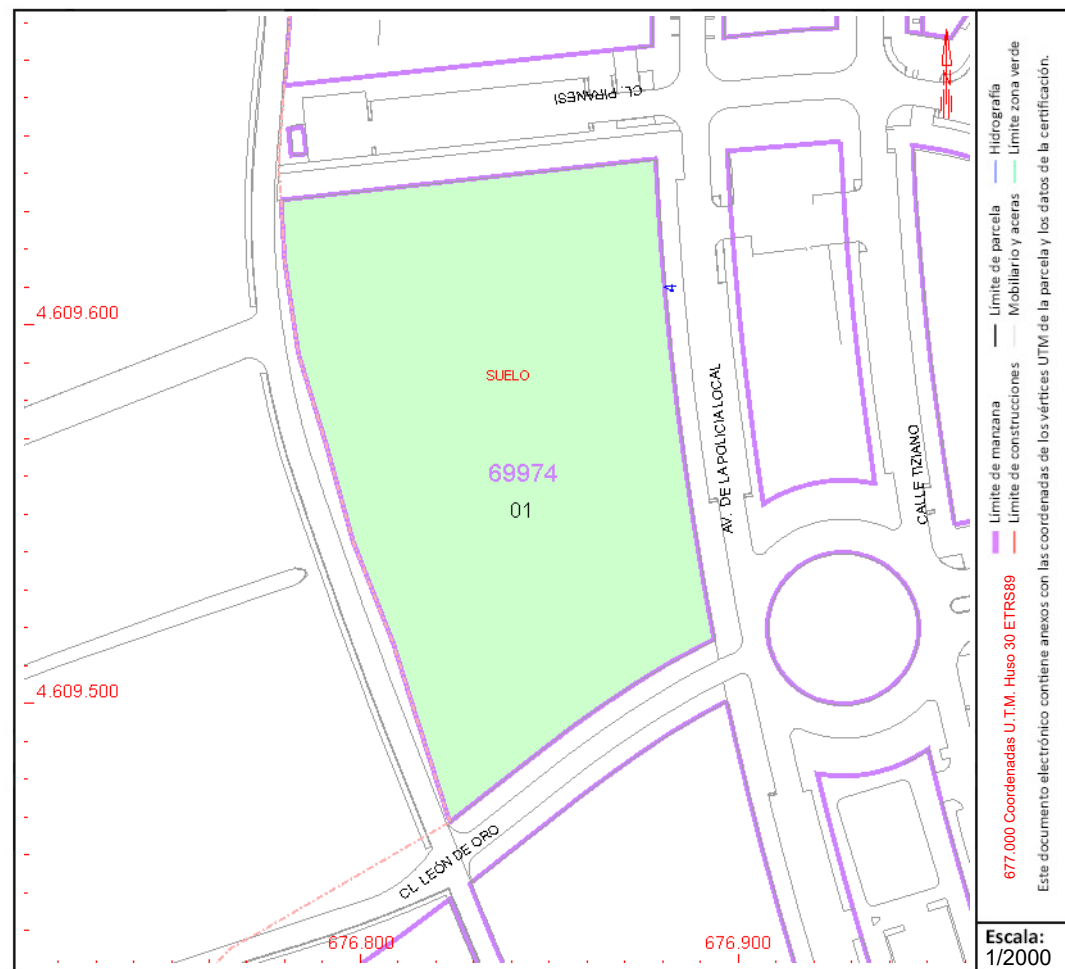 CL. PIRANESI
4.609.600
4
SUELO
69974
01
AV. DE LA POLICIA LOCAL
CALLE TIZIANO
4.609.500
CL. LEÓN DE ORO
676.800
676.900
677.000 Coordenadas U.T.M. Huso 30 ETRS89
Límite de manzana
Límite de parcela
Hidrografía
Límite de construcciones
Mobiliario y aceras
Límite zona verde
Este documento electrónico contiene anexos con las coordenadas de los vértices UTM de la parcela y los datos de la certificación.
Escala:
1/2000